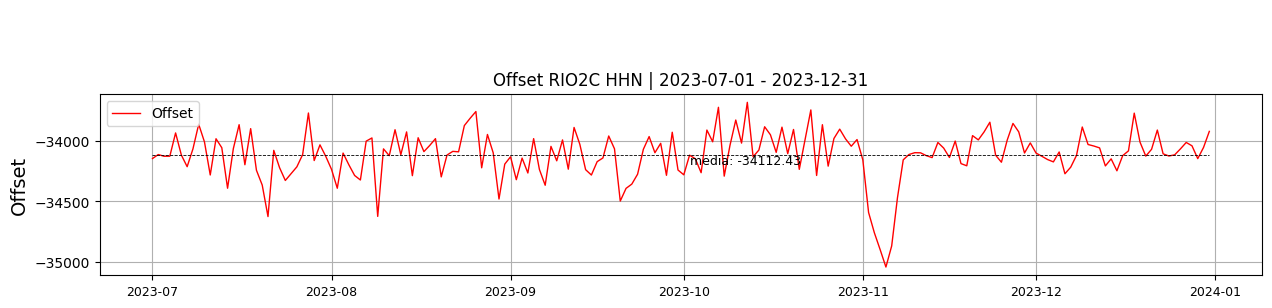 Offset RIO2C HHN | 2023-07-01 - 2023-12-31
Offset
Offset
−34000
−34500
−35000
media: -34112.43
2023-07
2023-08
2023-09
2023-10
2023-11
2023-12
2024-01